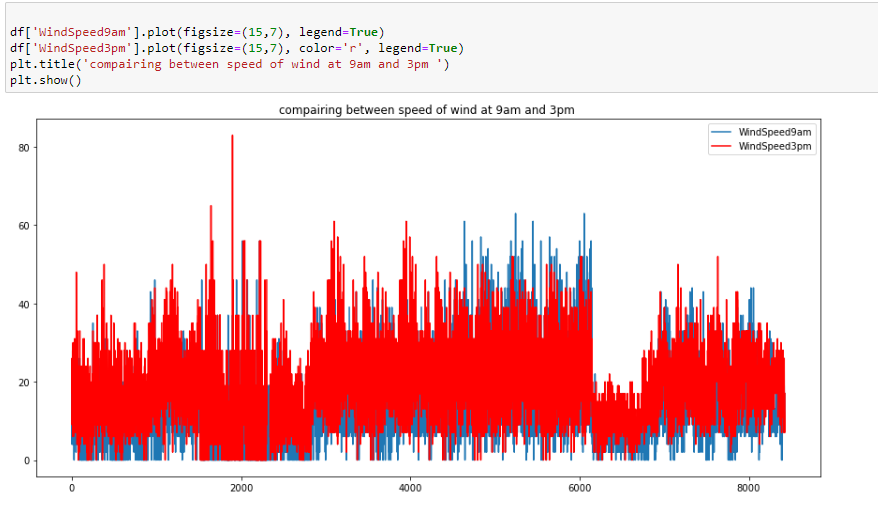 df['WindSpeed9am'].plot(figsize=(15,7), legend=True)
df['WindSpeed3pm'].plot(figsize=(15,7), color='r', legend=True)
plt.title('compairing between speed of wind at 9am and 3pm ')
plt.show()
compairing between speed of wind at 9am and 3pm
WindSpeed9am
WindSpeed3pm
80
60
40
20
0
0 2000 4000 6000 8000